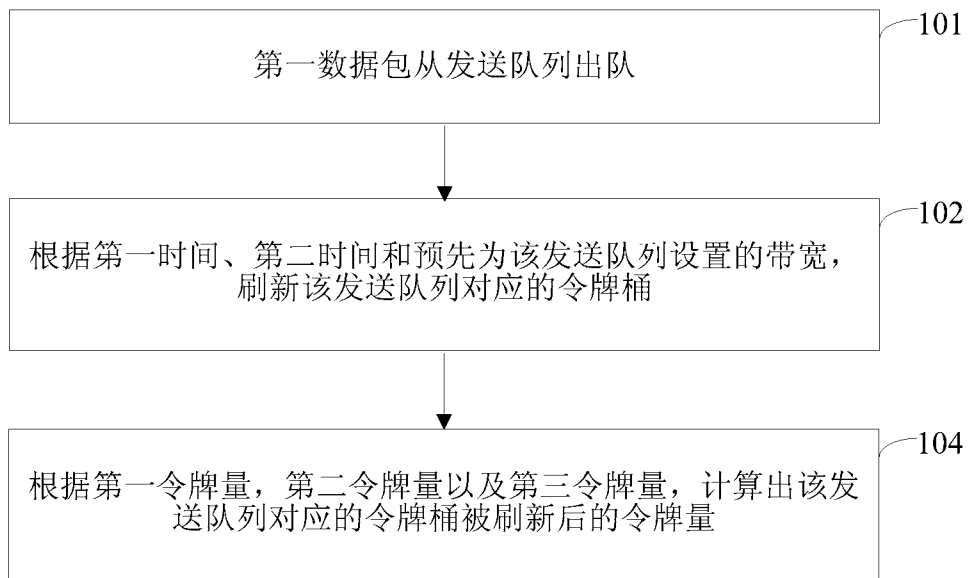 第一数据包从发送队列出队
101
根据第一时间、第二时间和预先为该发送队列设置的带宽，
刷新该发送队列对应的令牌桶
102
根据第一令牌量，第二令牌量以及第三令牌量，计算出该发
送队列对应的令牌桶被刷新后的令牌量
104